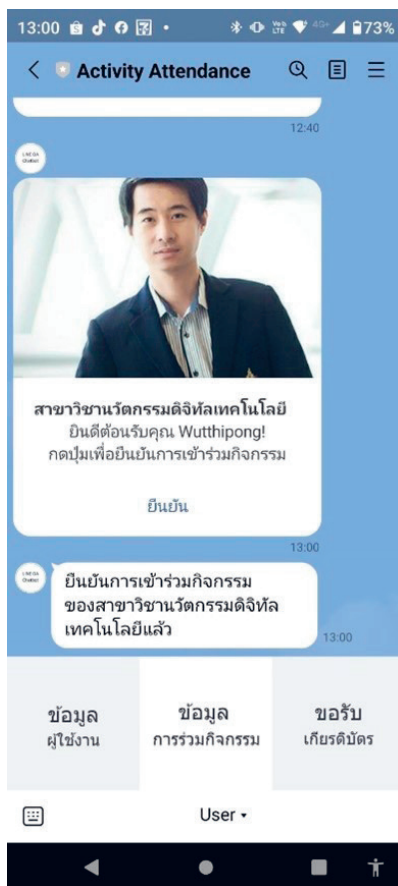 13:00
73%
Activity Attendance
12:40
สาขาวิชานวัตกรรมดิจิทัลเทคโนโลยี
ยินดีต้อนรับคุณ Wutthipong!
กดปุ่มเพื่อยืนยันการเข้าร่วมกิจกรรม
ยืนยัน
13:00
ยืนยันการเข้าร่วมกิจกรรม
ของสาขาวิชานวัตกรรมดิจิทัล
เทคโนโลยีแล้ว
13:00
ข้อมูล
ผู้ใช้งาน
ข้อมูล
การร่วมกิจกรรม
ขอรับ
เกียรติบัตร
User